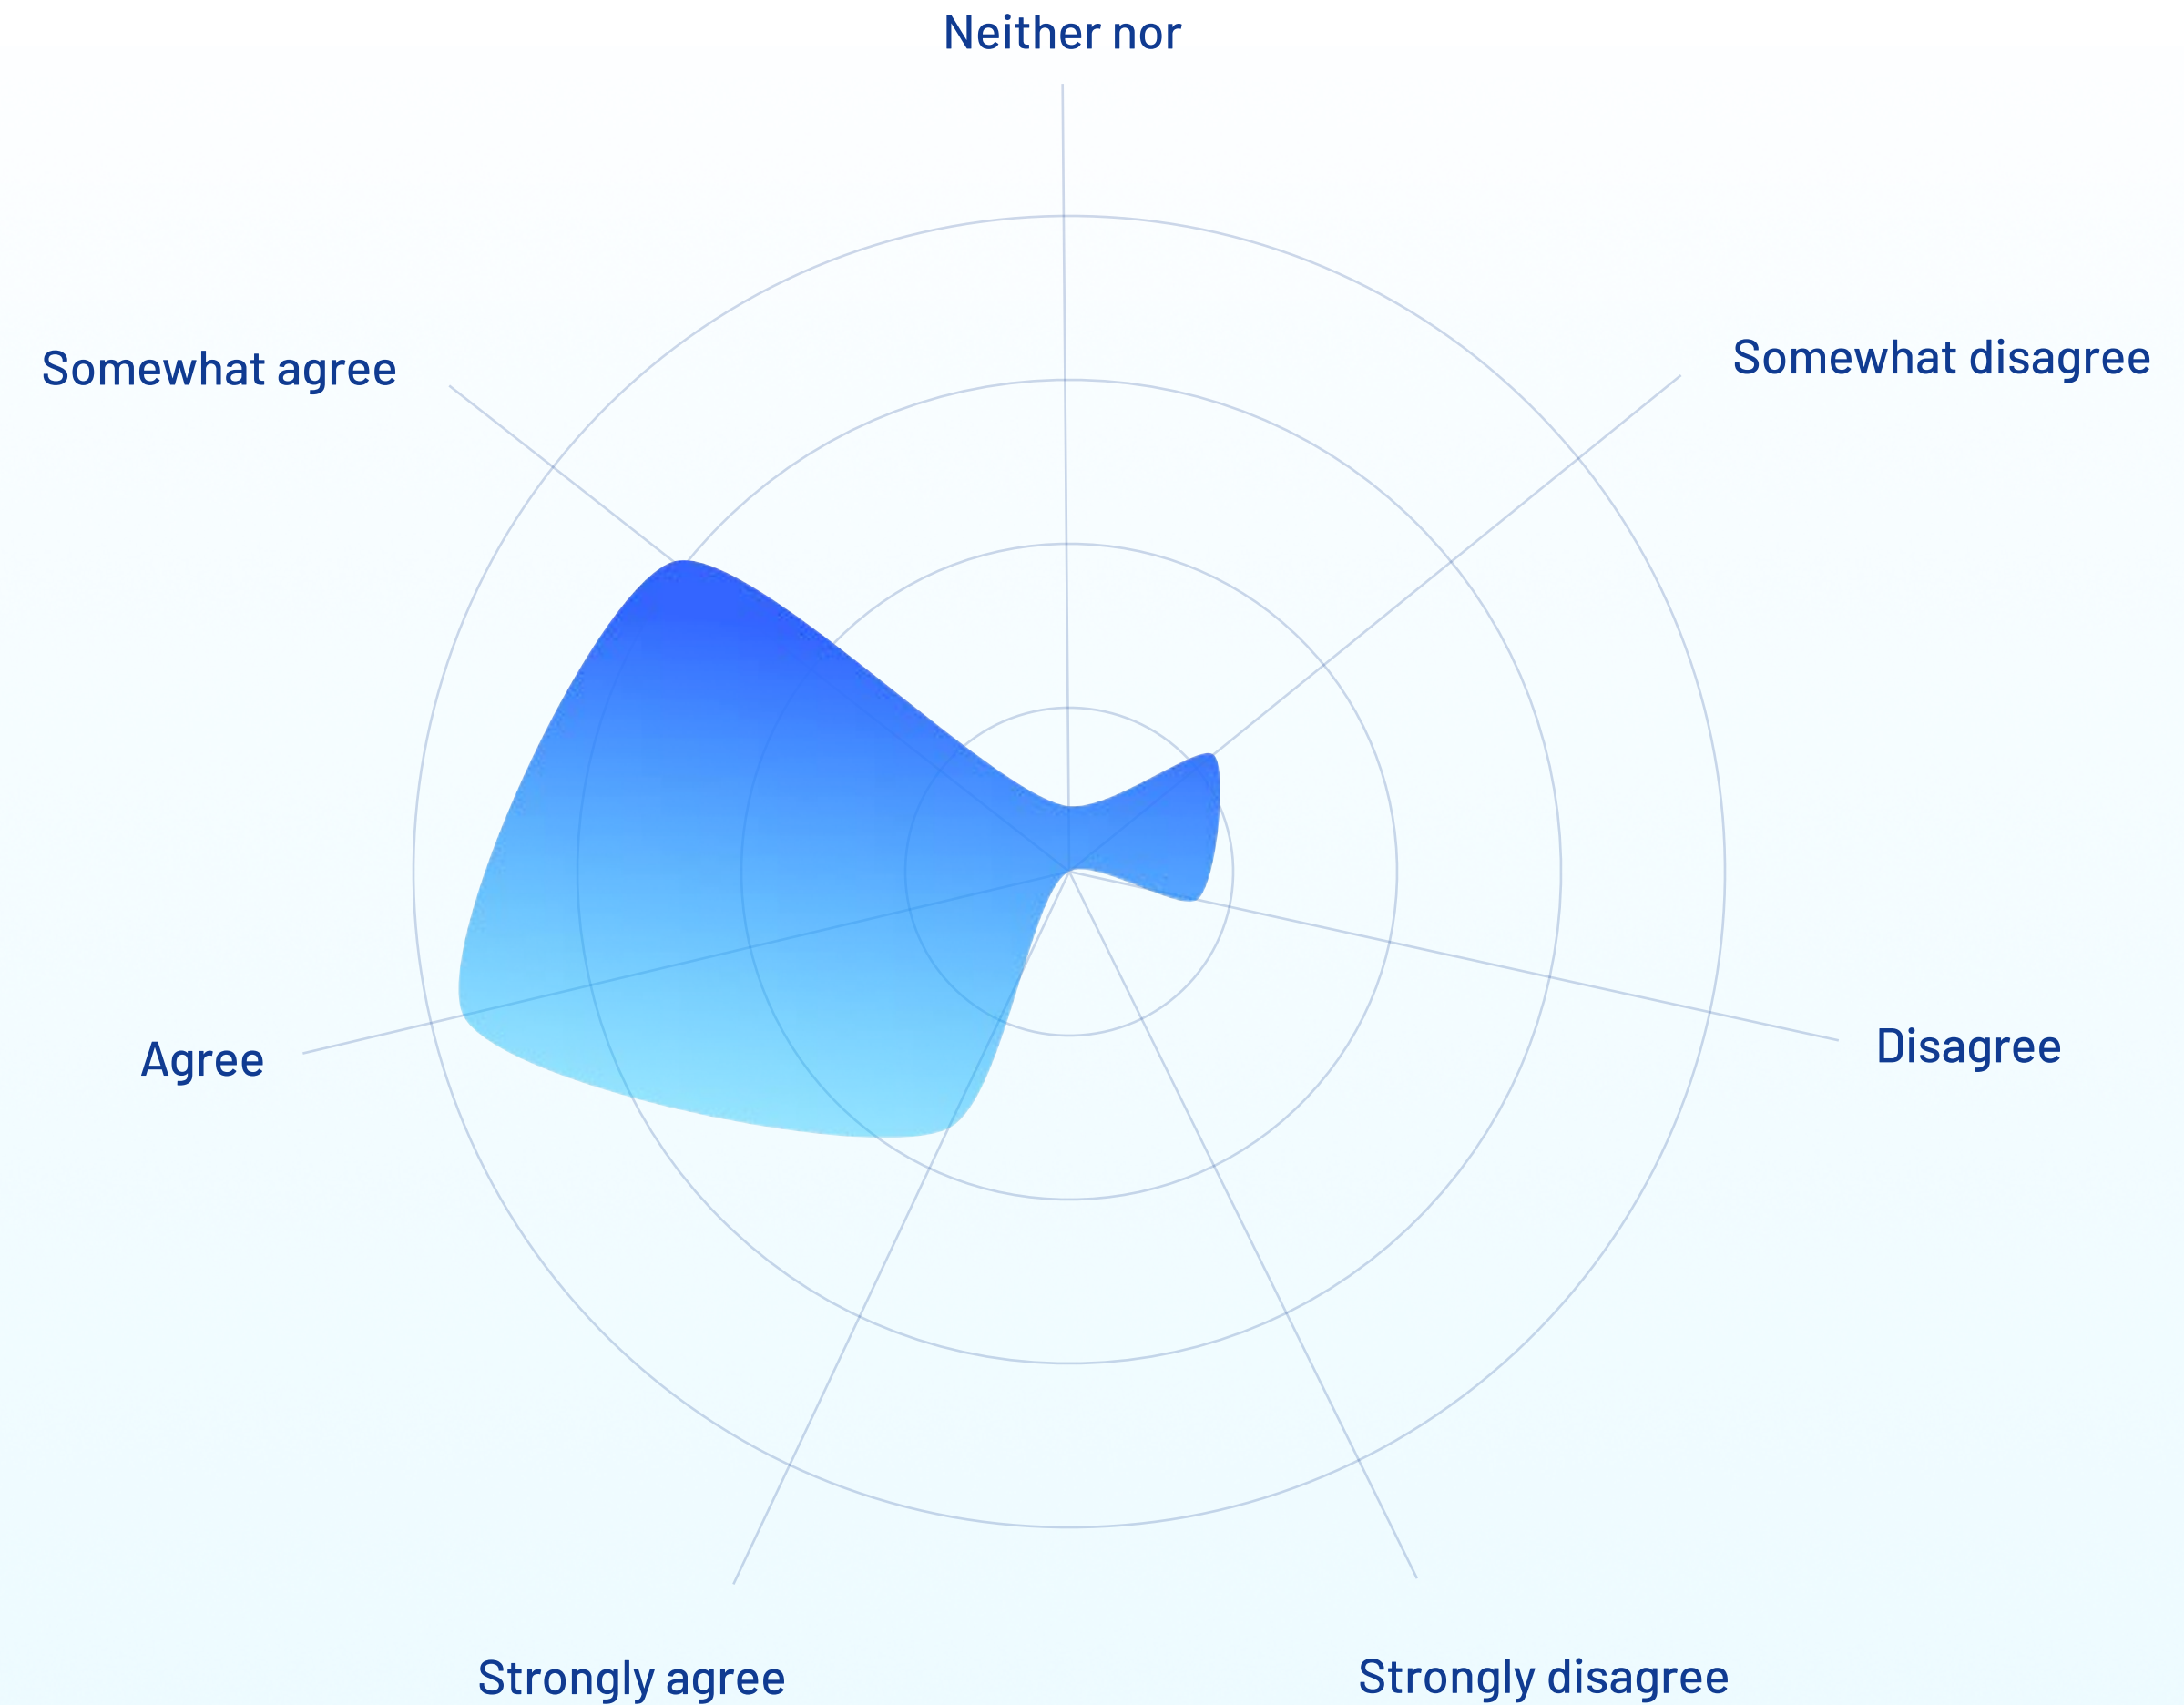 Neither nor
Somewhat agree
Somewhat disagree
Agree
Disagree
Strongly agree
Strongly disagree